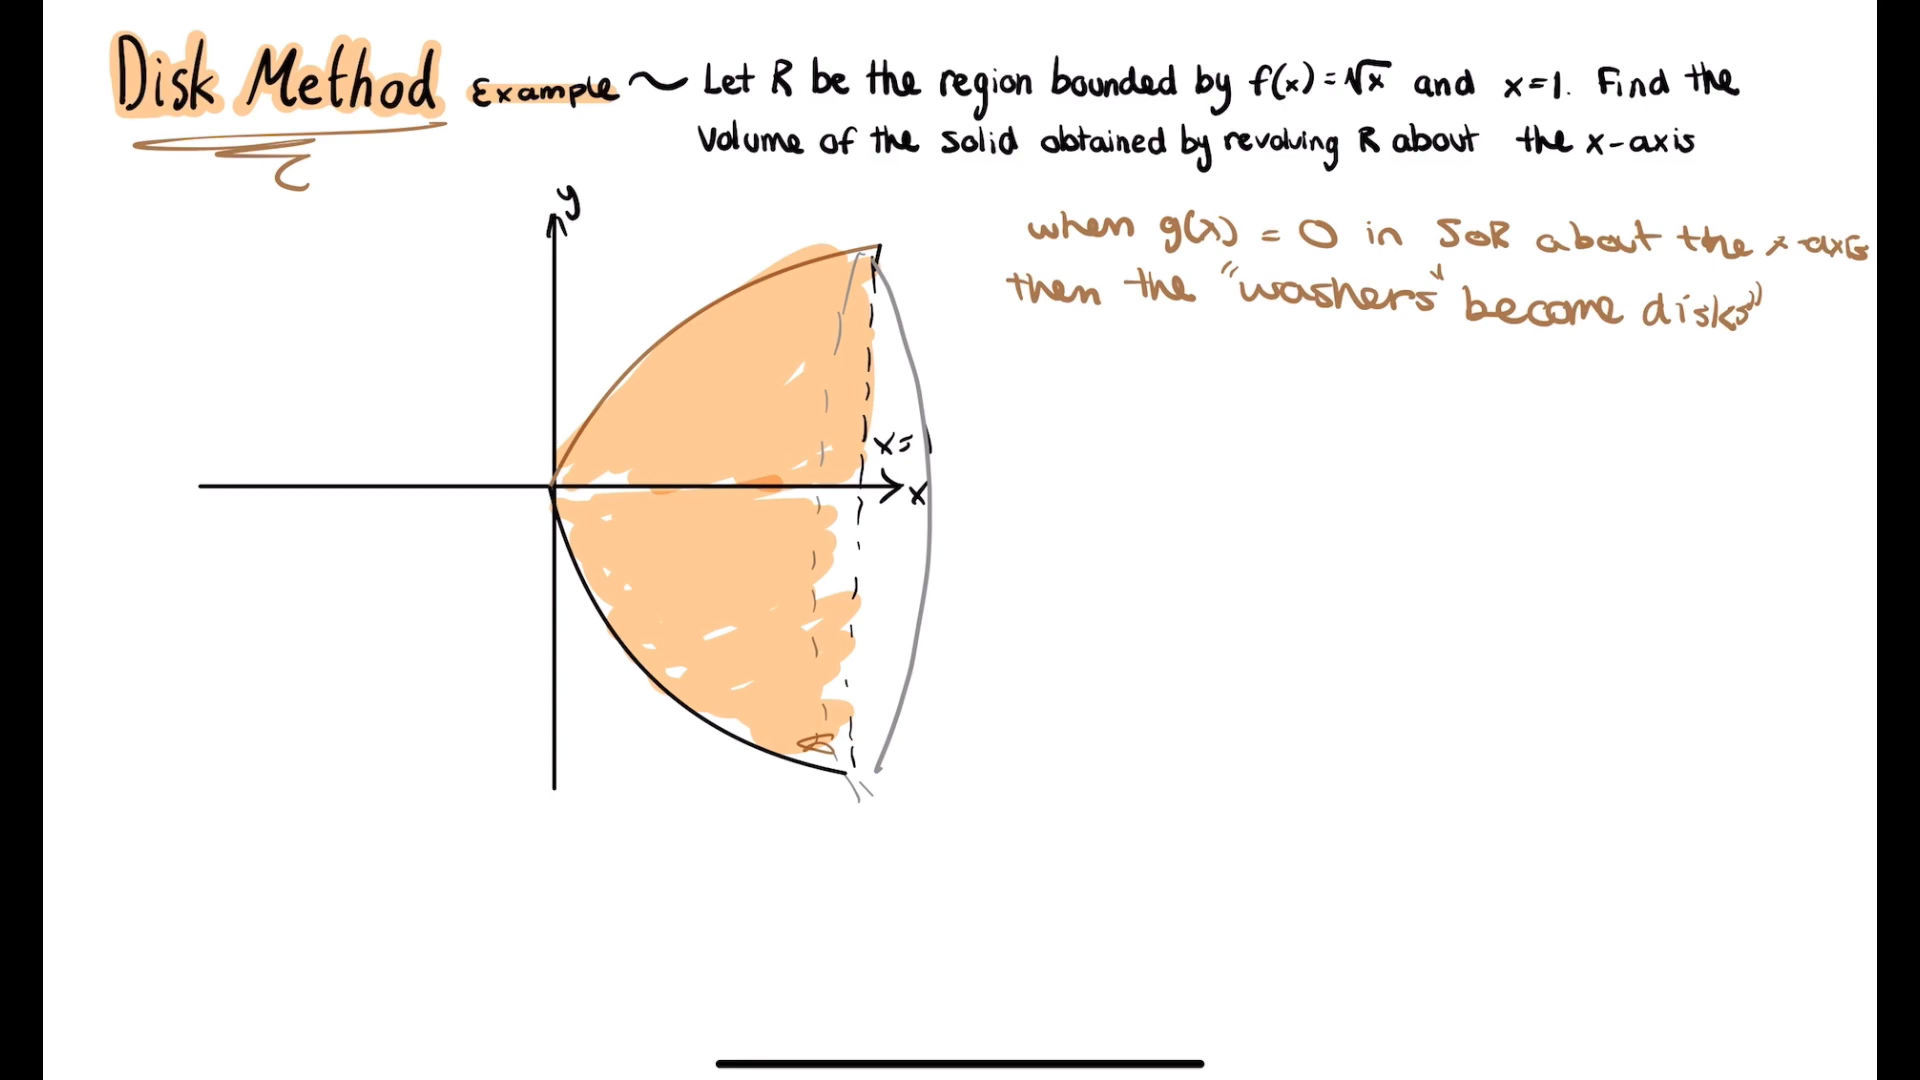 Disk Method Example ~ Let R be the region bounded by f(x)=√x and x=1. Find the
Volume of the Solid obtained by revolving R about the x-axis
y
when g(x) = 0 in SOR about the x-axis
then the "washers" become disks"
x=1
x